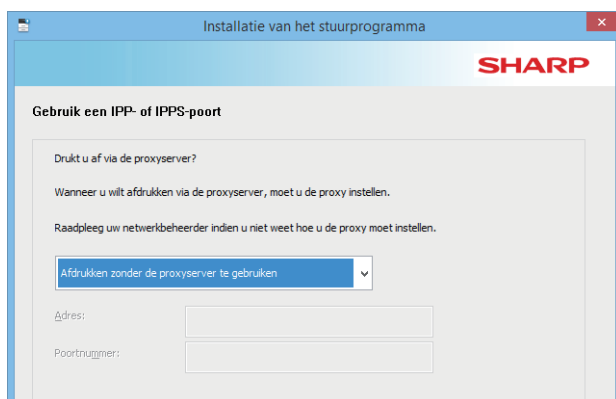 Installatie van het stuurprogramma
SHARP
Gebruik een IPP- of IPPS-poort
Drukt u af via de proxyserver?
Wanneer u wilt afdrukken via de proxyserver, moet u de proxy instellen.
Raadpleeg uw netwerkbeheerder indien u niet weet hoe u de proxy moet instellen.
Afdrukken zonder de proxyserver te gebruiken
Adres:
Poortnummer: